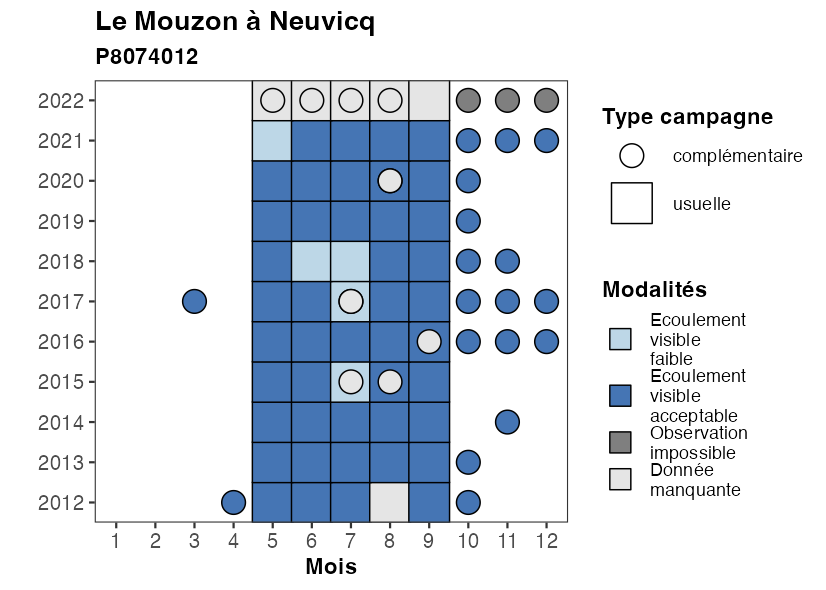 Le Mouzon à Neuvicq
P8074012
2022
2021
2020
2019
2018
2017
2016
2015
2014
2013
2012
1 2 3 4 5 6 7 8 9 10 11 12
Mois
Type campagne
complémentaire
usuelle
Modalités
Ecoulement
visible
faible
Ecoulement
visible
acceptable
Observation
impossible
Donnée
manquante